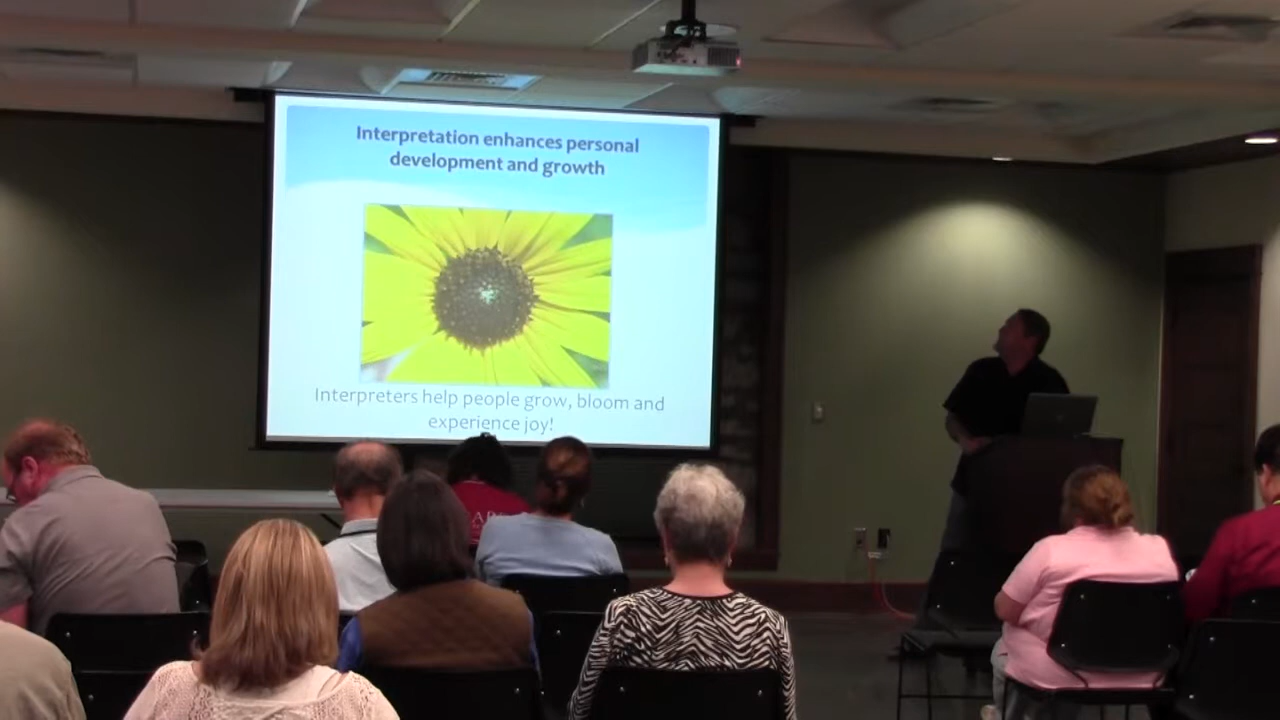 Interpretation enhances personal
development and growth
Interpreters help people grow, bloom and
experience joy!